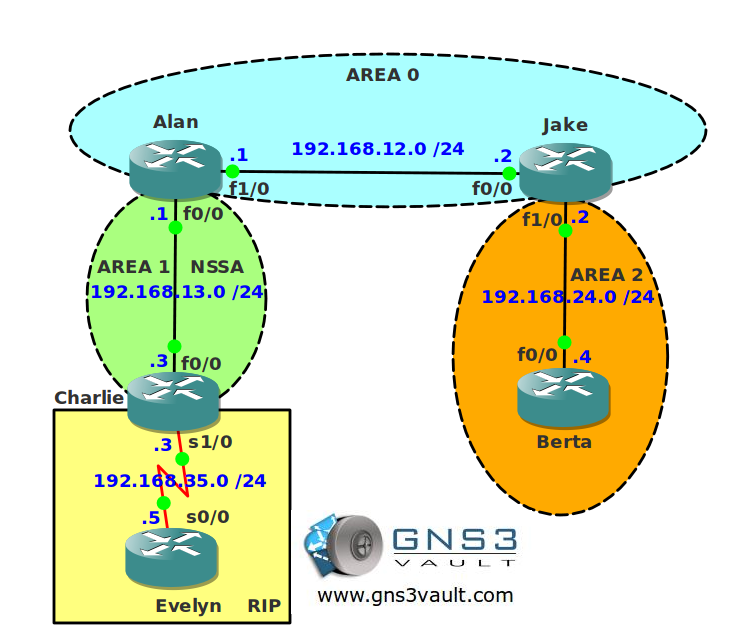 AREA 0
Alan
Jake
.1
192.168.12.0 /24
.2
f1/0
f0/0
.1
f0/0
f1/0
.2
AREA 1
NSSA
192.168.13.0 /24
AREA 2
192.168.24.0 /24
.3
f0/0
f0/0
.4
Charlie
Berta
.3
s1/0
192.168.35.0 /24
.5
s0/0
Evelyn
RIP
GNS3
VAULT
www.gns3vault.com